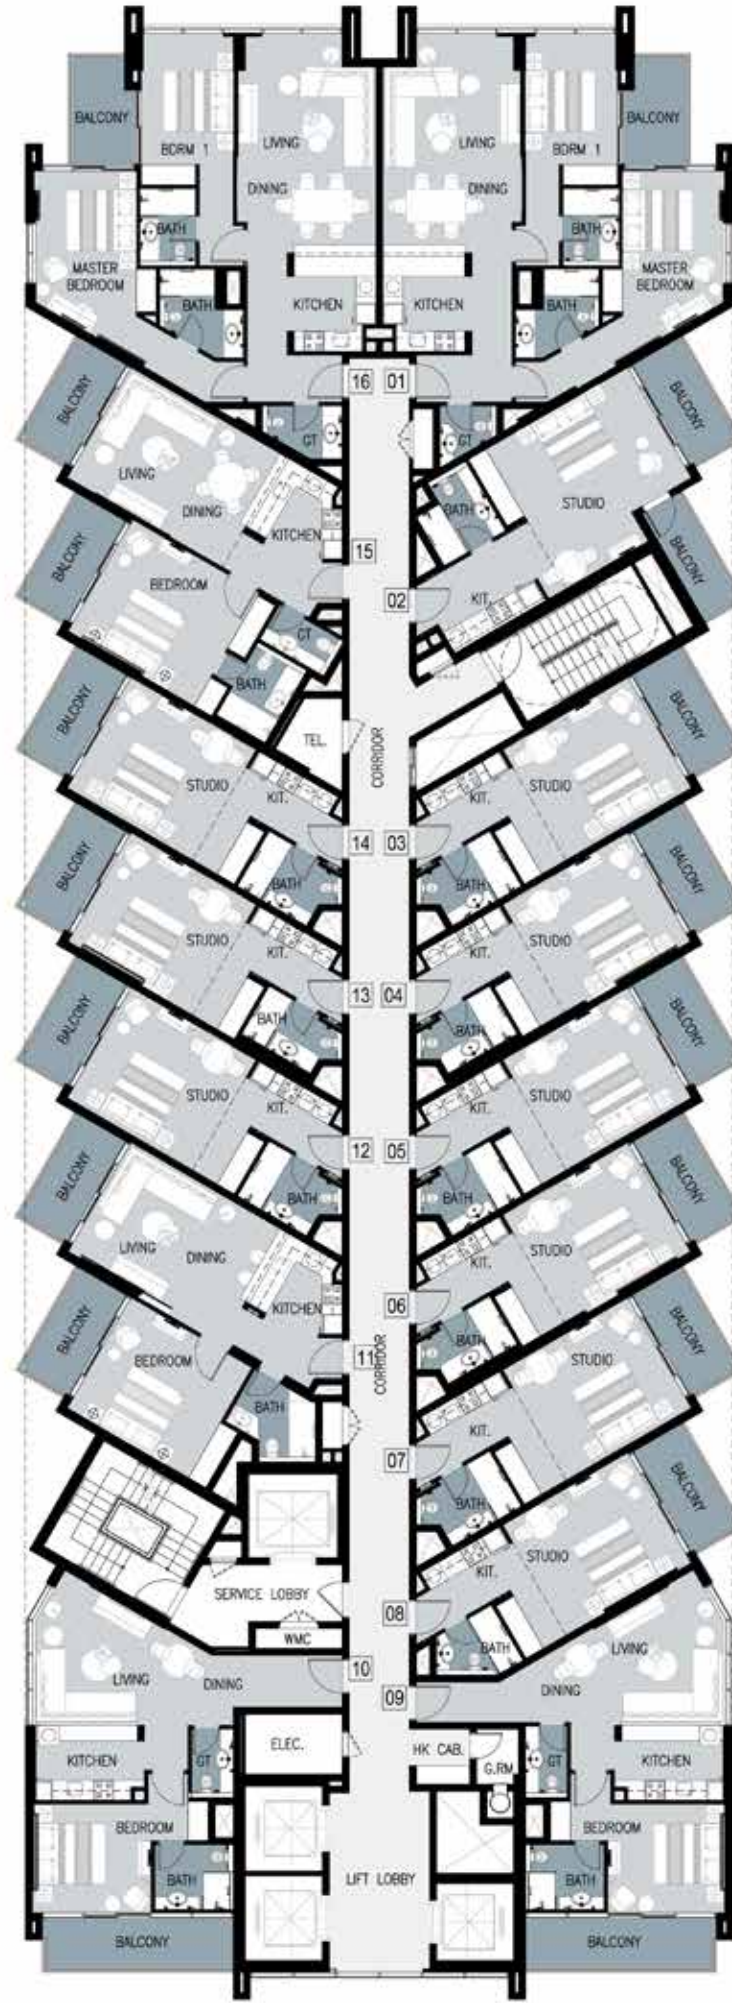 BALCONY
BDRM 1
LIVING
LIVING
BDRM 1
BALCONY
DINING
DINING
BATH
BATH
MASTER
BEDROOM
MASTER
BEDROOM
BATH
KITCHEN
KITCHEN
BATH
16
01
BALCONY
GT
GT
BALCONY
LIVING
DINING
BATH
STUDIO
KITCHEN
15
BALCONY
BEDROOM
02
KIT.
BALCONY
GT
BATH
BALCONY
TEL.
CORRIDOR
BALCONY
STUDIO
KIT.
KIT.
STUDIO
14
03
BALCONY
BATH
BATH
BALCONY
STUDIO
KIT.
KIT.
STUDIO
13
04
BALCONY
BATH
BATH
BALCONY
STUDIO
KIT.
KIT.
STUDIO
12
05
BALCONY
BATH
BATH
BALCONY
LIVING
DINING
KIT.
STUDIO
KITCHEN
06
BALCONY
BEDROOM
11
CORRIDOR
BATH
STUDIO
BALCONY
BATH
KIT.
07
BATH
BALCONY
STUDIO
KIT.
SERVICE LOBBY
08
WMC
BATH
LIVING
LIVING
DINING
10
09
DINING
KITCHEN
GT
ELEC.
HK CAB.
G.RM
GT
KITCHEN
BEDROOM
BEDROOM
BATH
LIFT LOBBY
BATH
BALCONY
BALCONY